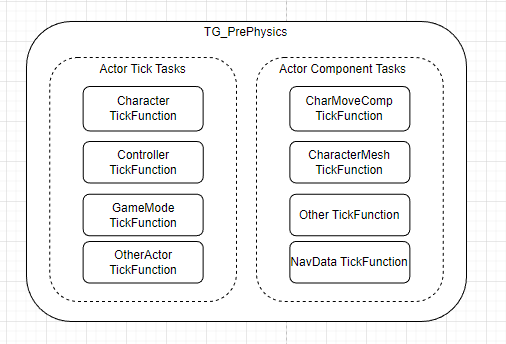 TG_PrePhysics
Actor Tick Tasks
Character
TickFunction
Controller
TickFunction
GameMode
TickFunction
OtherActor
TickFunction
Actor Component Tasks
CharMoveComp
TickFunction
CharacterMesh
TickFunction
Other TickFunction
NavData TickFunction